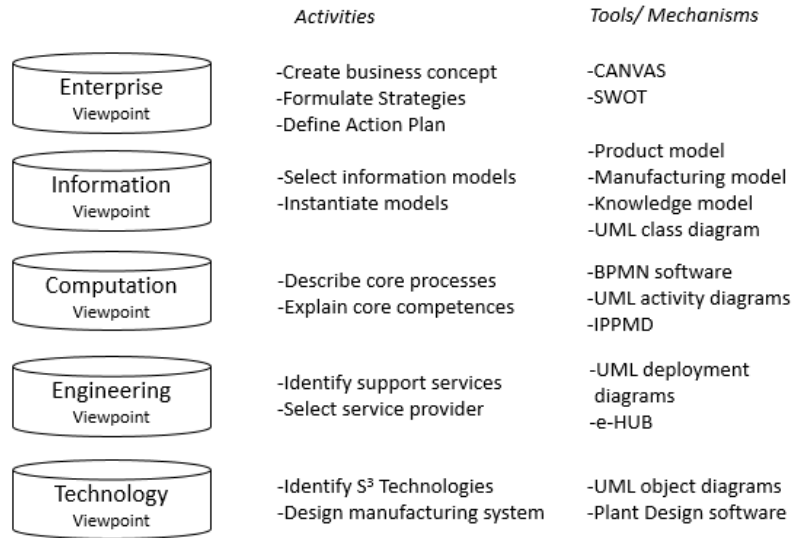 Activities
Tools/ Mechanisms
Enterprise
Viewpoint
-Create business concept
-Formulate Strategies
-Define Action Plan
-CANVAS
-SWOT
Information
Viewpoint
-Select information models
-Instantiate models
-Product model
-Manufacturing model
-Knowledge model
-UML class diagram
Computation
Viewpoint
-Describe core processes
-Explain core competences
-BPMN software
-UML activity diagrams
-IPPMD
Engineering
Viewpoint
-Identify support services
-Select service provider
-UML deployment
diagrams
-e-HUB
Technology
Viewpoint
-Identify S³ Technologies
-Design manufacturing system
-UML object diagrams
-Plant Design software